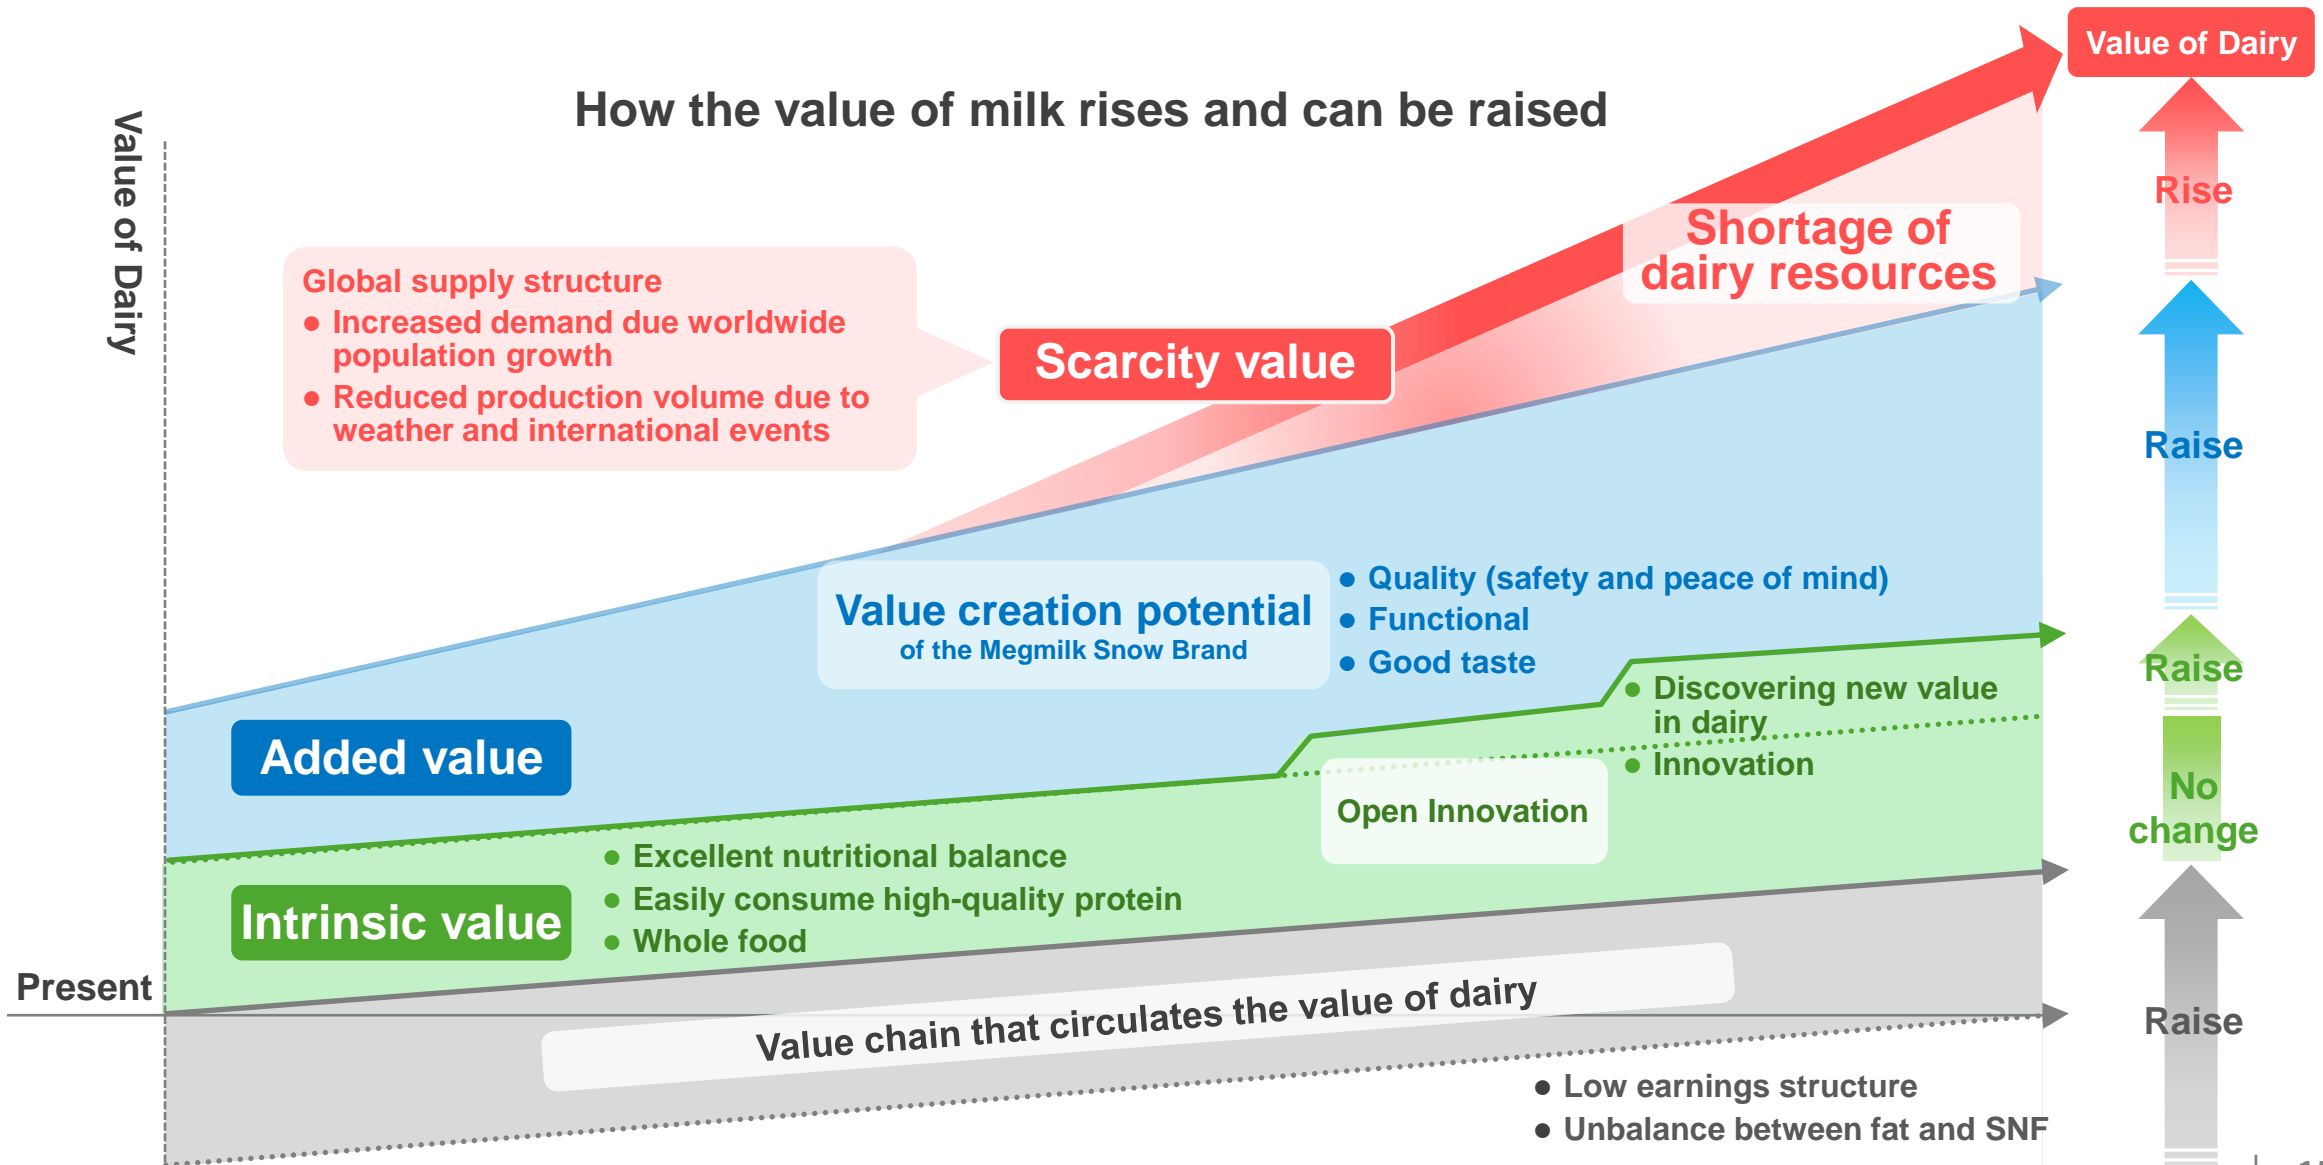 Value of Dairy
How the value of milk rises and can be raised
Value of Dairy
Rise
Shortage of
dairy resources
Global supply structure
● Increased demand due worldwide
population growth
● Reduced production volume due to
weather and international events
Scarcity value
Raise
Value creation potential
of the Megmilk Snow Brand
● Quality (safety and peace of mind)
● Functional
● Good taste
Raise
● Discovering new value
in dairy
● Innovation
Added value
Open Innovation
No
change
Intrinsic value
● Excellent nutritional balance
● Easily consume high-quality protein
● Whole food
Present
Value chain that circulates the value of dairy
Raise
● Low earnings structure
● Unbalance between fat and SNF